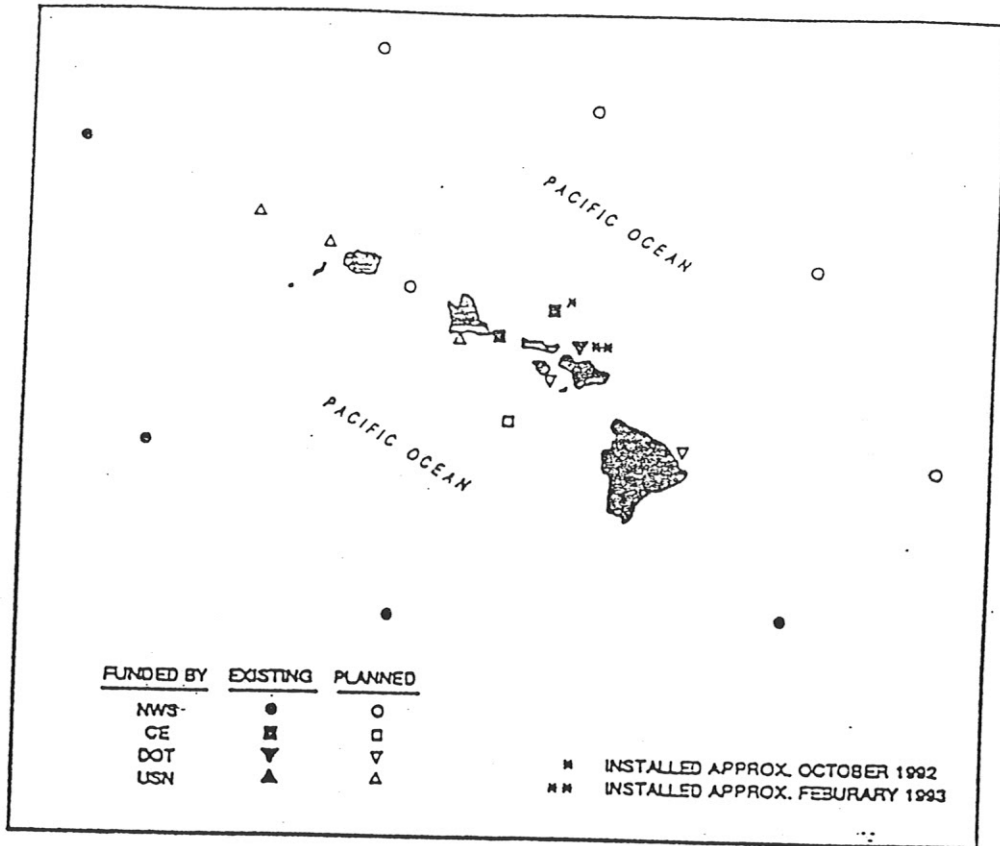 PACIFIC OCEAN
PACIFIC OCEAN
FUNDED BY EXISTING PLANNED
NWS
CE
DOT
USN
* INSTALLED APPROX. OCTOBER 1992
** INSTALLED APPROX. FEBURARY 1993